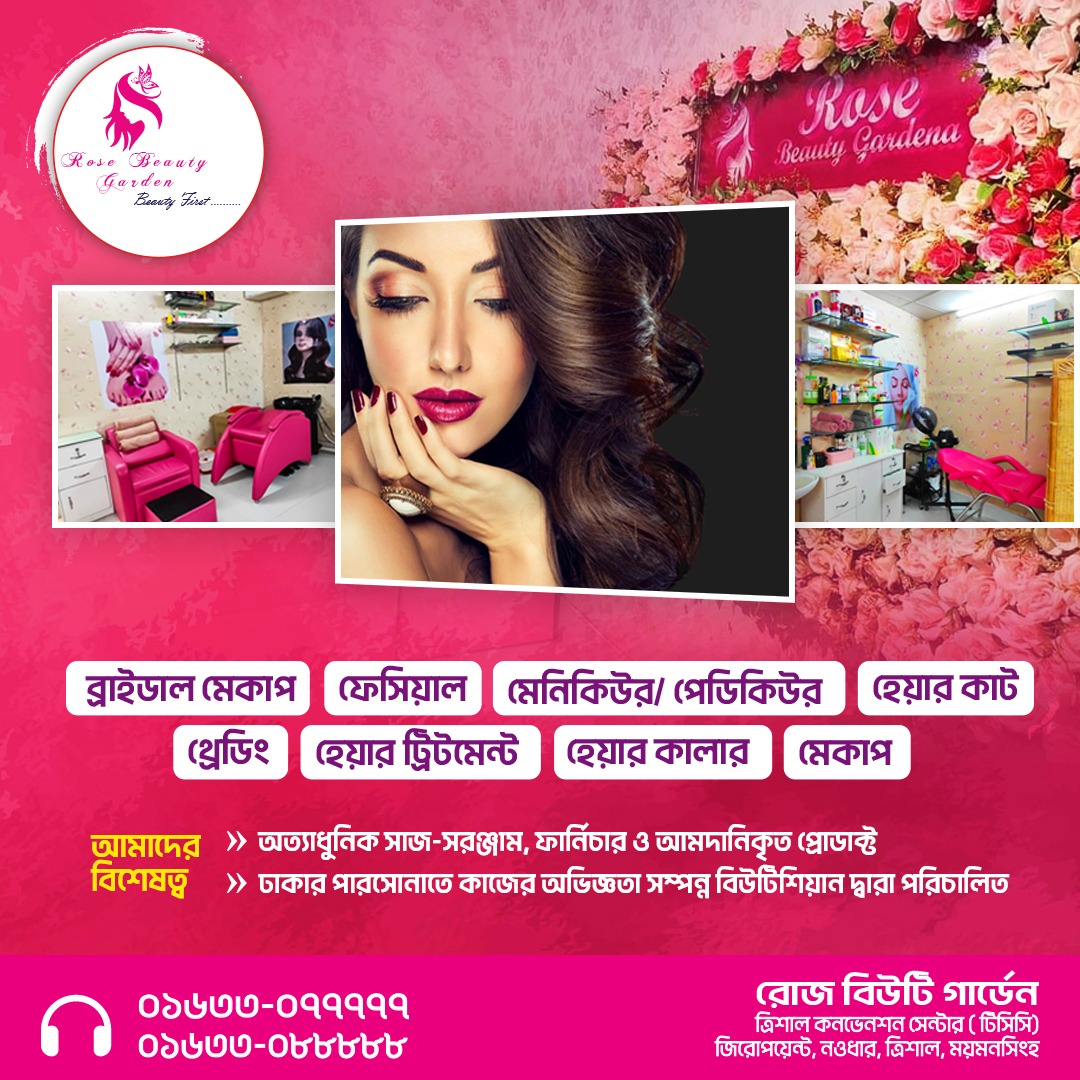 Rose Beauty
Garden
Beauty First..........
Rose
Beauty Gardena
ব্রাইডাল মেকাপ
ফেসিয়াল
মেনিকিউর/ পেডিকিউর
হেয়ার কাট
থ্রেডিং
হেয়ার ট্রিটমেন্ট
হেয়ার কালার
মেকাপ
আমাদের
বিশেষত্ব
» অত্যাধুনিক সাজ-সরঞ্জাম, ফার্নিচার ও আমদানিকৃত প্রোডাক্ট
» ঢাকার পারসোনাতে কাজের অভিজ্ঞতা সম্পন্ন বিউটিশিয়ান দ্বারা পরিচালিত
০১৬৩৩-০৭৭৭৭৭
০১৬৩৩-০৮৮৮৮৮
রোজ বিউটি গার্ডেন
ত্রিশাল কনভেনশন সেন্টার ( টিসিসি)
জিরোপয়েন্ট, নওধার, ত্রিশাল, ময়মনসিংহ